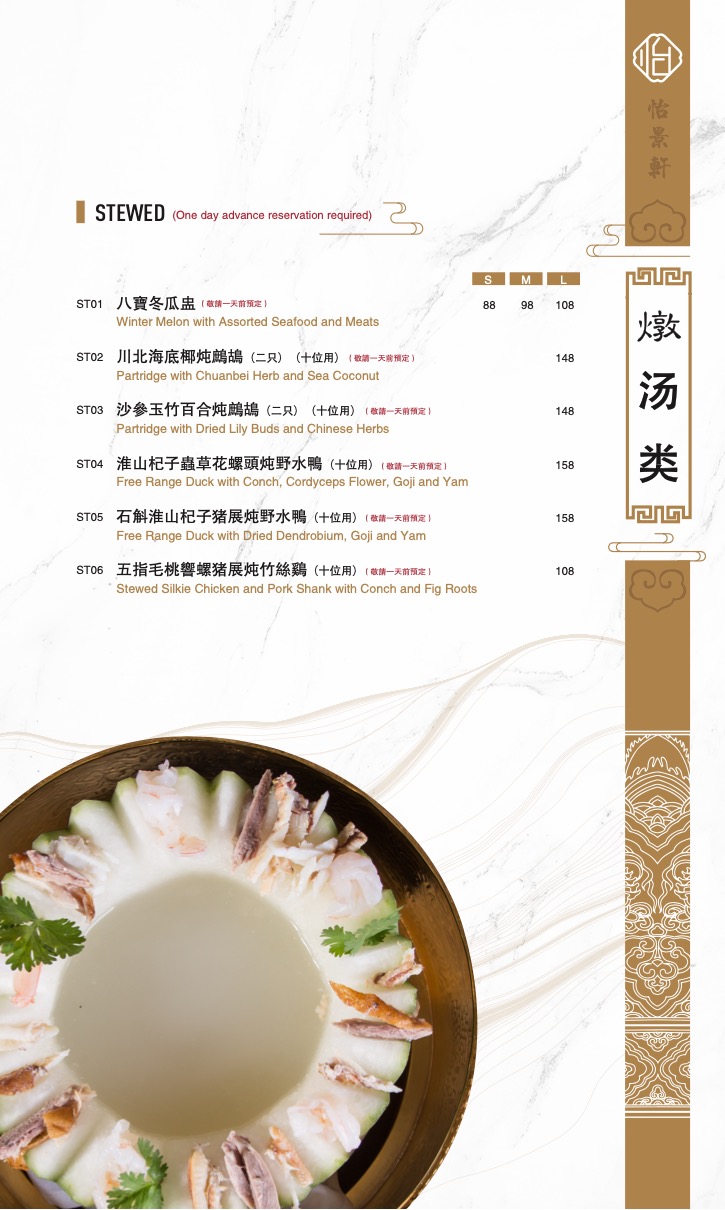 怡景軒
STEWED (One day advance reservation required)
燉汤类
S M L
ST01 八寶冬瓜盅（敬請一天前預定） 88 98 108
Winter Melon with Assorted Seafood and Meats
ST02 川北海底椰炖鷓鴣（二只）（十位用）（敬請一天前預定） 148
Partridge with Chuanbei Herb and Sea Coconut
ST03 沙參玉竹百合炖鷓鴣（二只）（十位用）（敬請一天前預定） 148
Partridge with Dried Lily Buds and Chinese Herbs
ST04 淮山杞子蟲草花螺頭炖野水鴨（十位用）（敬請一天前預定） 158
Free Range Duck with Conch, Cordyceps Flower, Goji and Yam
ST05 石斛淮山杞子猪展炖野水鴨（十位用）（敬請一天前預定） 158
Free Range Duck with Dried Dendrobium, Goji and Yam
ST06 五指毛桃響螺猪展炖竹絲鷄（十位用）（敬請一天前預定） 108
Stewed Silkie Chicken and Pork Shank with Conch and Fig Roots